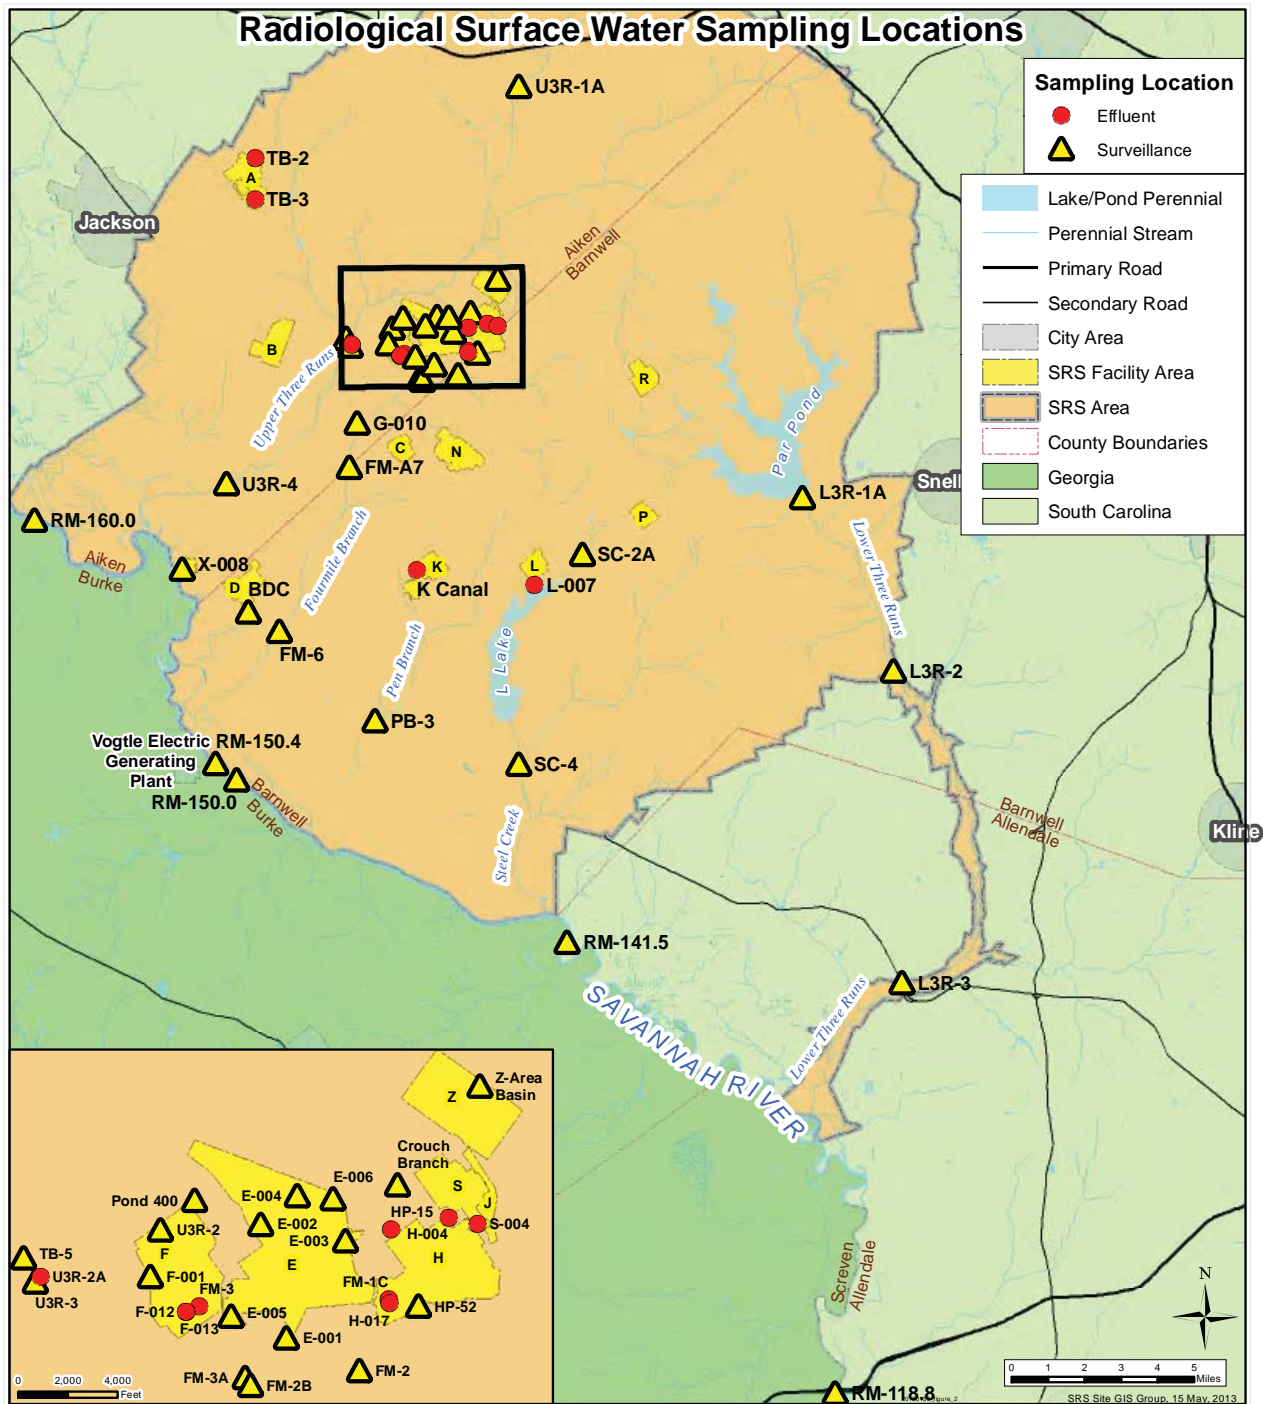 Radiological Surface Water Sampling Locations
Sampling Location
Effluent
Surveillance
Lake/Pond Perennial
Perennial Stream
Primary Road
Secondary Road
City Area
SRS Facility Area
SRS Area
County Boundaries
Georgia
South Carolina
U3R-1A
TB-2
A
TB-3
Jackson
Aiken
Barnwell
B
Upper Three Runs
R
Par Pond
G-010
C
N
FM-A7
U3R-4
Snell
L3R-1A
RM-160.0
P
Aiken
Burke
X-008
Fourmile Branch
SC-2A
Lower Three Runs
D
BDC
K
K Canal
L
L-007
FM-6
Pen Branch
L Lake
L3R-2
PB-3
Vogtle Electric
Generating
Plant
RM-150.4
RM-150.0
SC-4
Barnwell
Burke
Steel Creek
Barnwell
Allendale
Kline
RM-141.5
L3R-3
SAVANNAH RIVER
Lower Three Runs
Screven
Allendale
RM-118.8
Z
Z-Area
Basin
Crouch
Branch
E-006
S
J
Pond 400
E-004
HP-15
S-004
U3R-2
E-002
H-004
E-003
F
E
H
TB-5
U3R-2A
F-001
FM-1C
U3R-3
FM-3
HP-52
F-012
F-013
E-005
H-017
E-001
FM-3A
FM-2B
FM-2
0 2,000 4,000
Feet
N
0 1 2 3 4 5
Miles
SRS Site GIS Group, 15 May, 2013